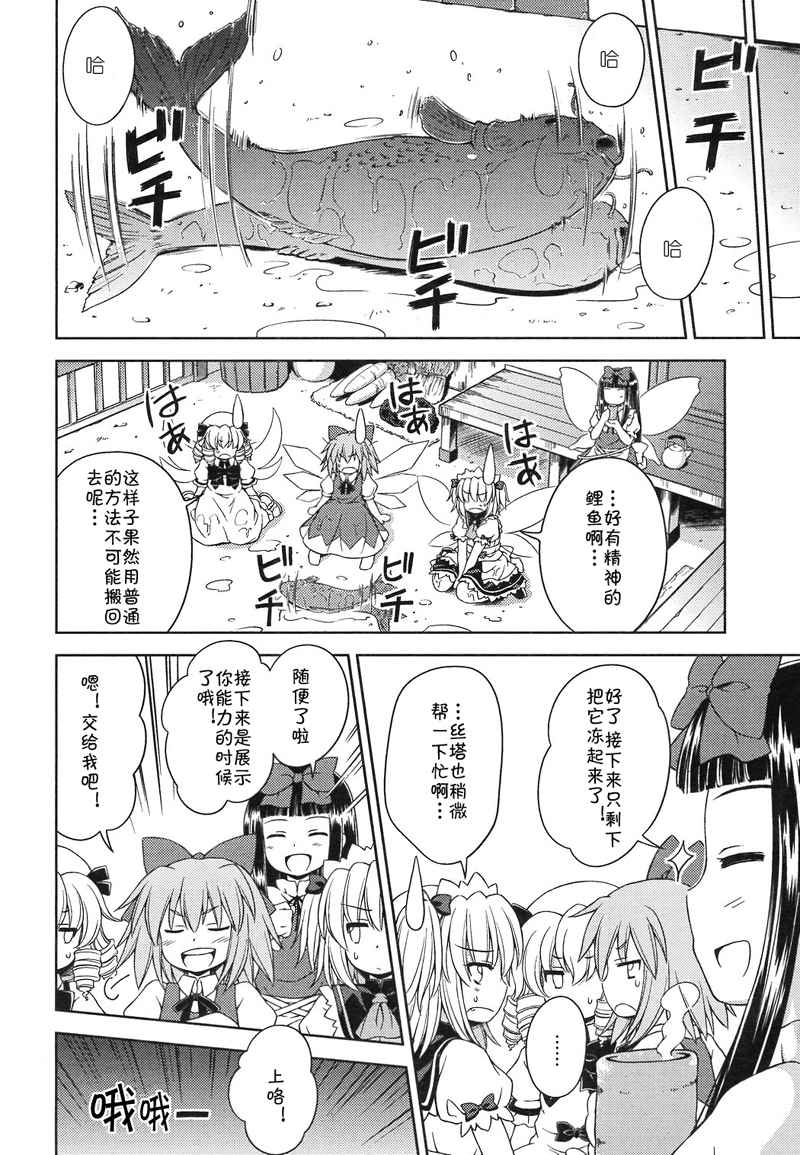 ビチ
哈
哈
ビチ
ビチ
哈
…好有精神的
鲤鱼啊…
はぁ
はぁ
はぁ
ビチ
这样子果然用普通
的方法不可能搬回
去呢…
好了接下来只剩下
把它冻起来了！
…丝塔也稍微
帮一下忙啊…
……
随便了啦
接下来是展示
你能力的时候
了哦！
嗯！交给我吧！
上咯！
哦哦ー